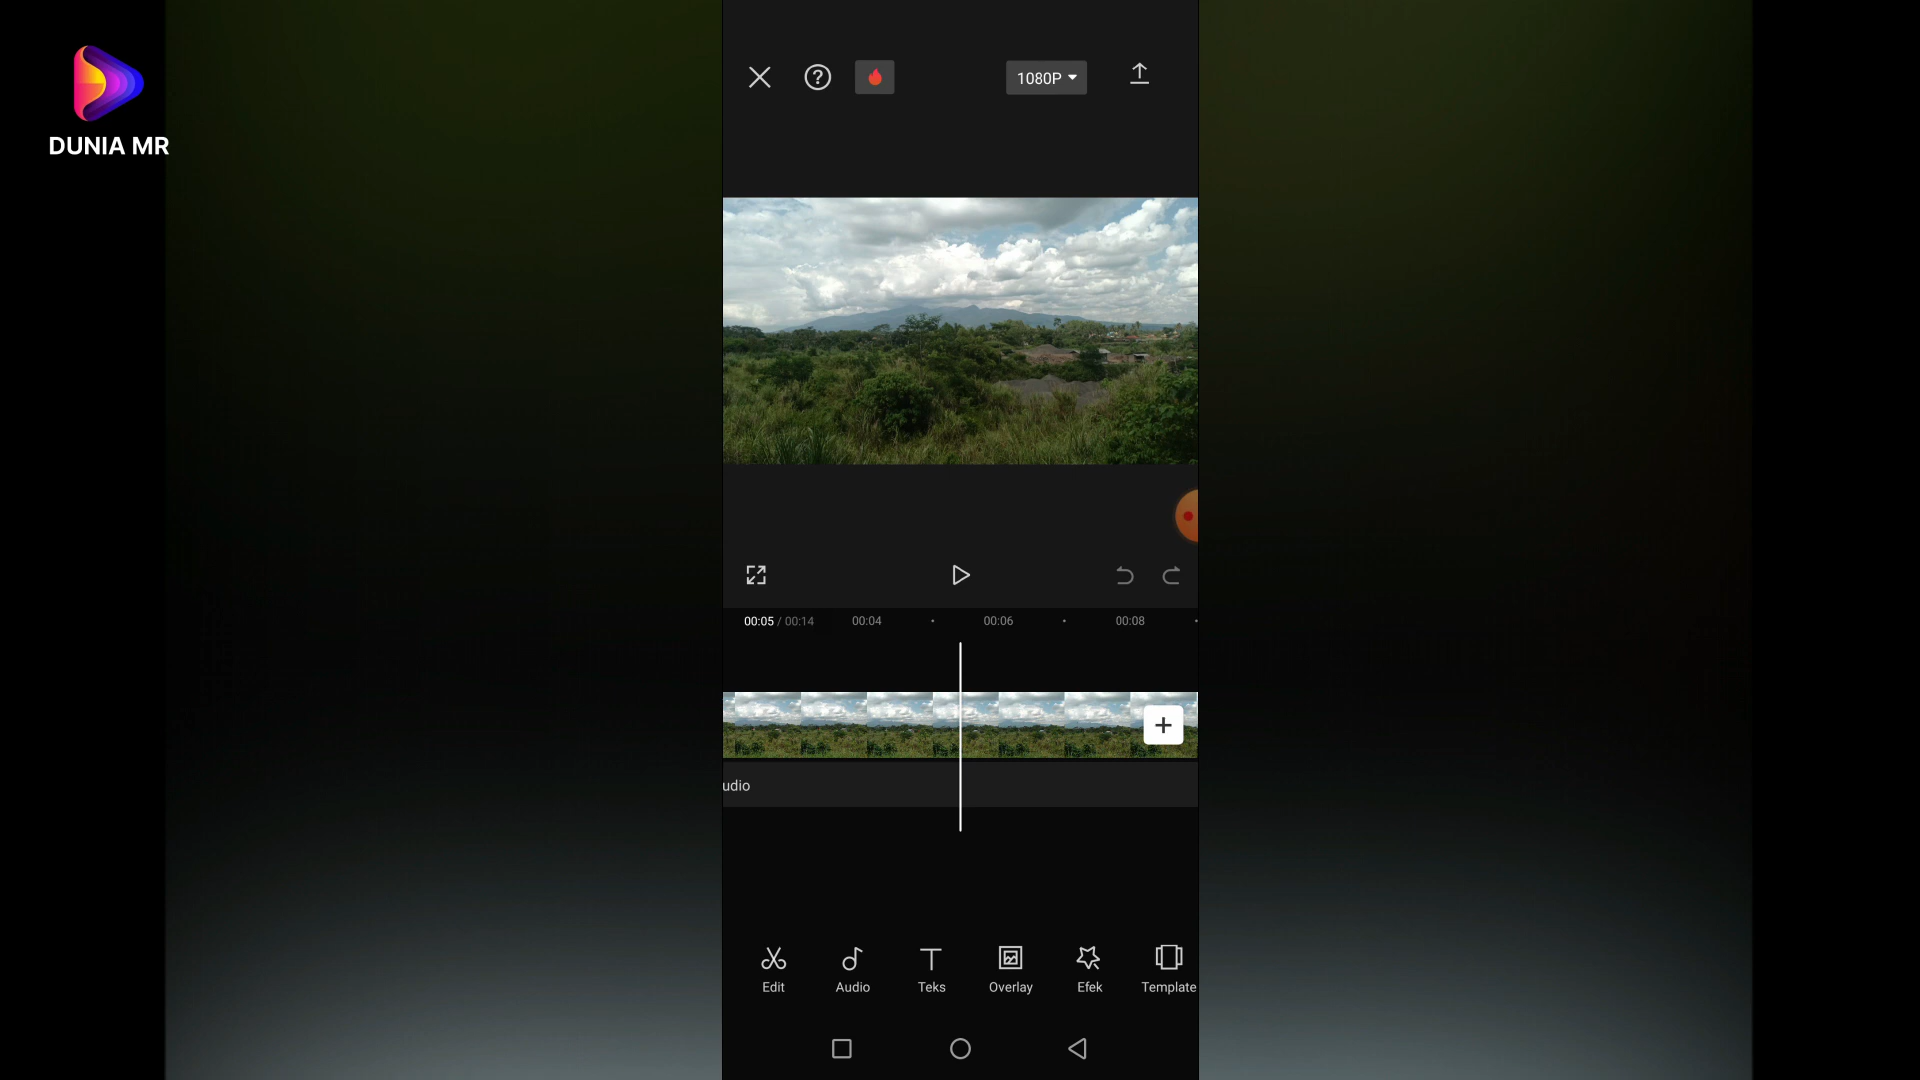 DUNIA MR
1080P
00:05 / 00:14 00:04 00:06 00:08
udio
Edit Audio Teks Overlay Efek Template